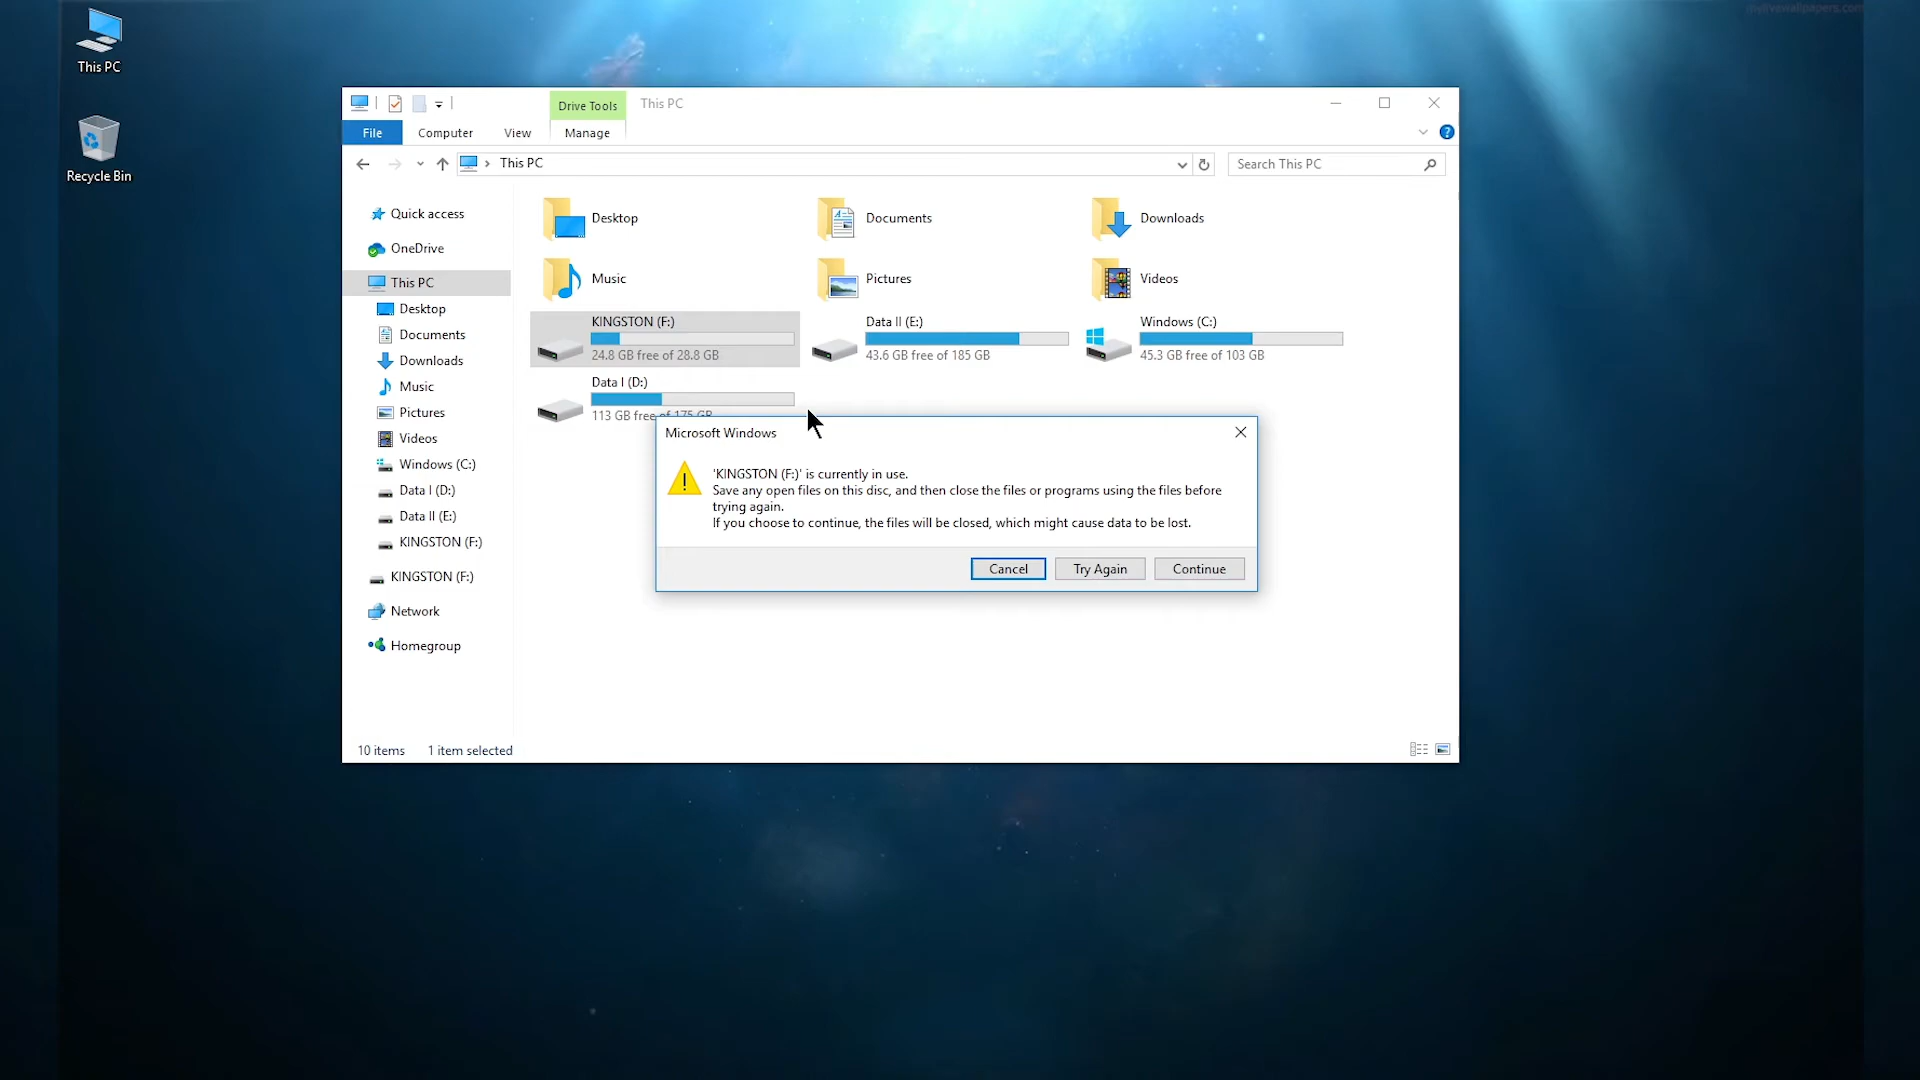 mylivewallpapers.com
This PC
Recycle Bin
Drive Tools
This PC
File
Computer
View
Manage
This PC
Search This PC
Quick access
OneDrive
This PC
Desktop
Documents
Downloads
Music
Pictures
Videos
Windows (C:)
Data I (D:)
Data II (E:)
KINGSTON (F:)
KINGSTON (F:)
Network
Homegroup
Desktop
Documents
Downloads
Music
Pictures
Videos
KINGSTON (F:)
24.8 GB free of 28.8 GB
Data II (E:)
43.6 GB free of 185 GB
Windows (C:)
45.3 GB free of 103 GB
Data I (D:)
113 GB free of 175 GB
Microsoft Windows
'KINGSTON (F:)' is currently in use.
Save any open files on this disc, and then close the files or programs using the files before
trying again.
If you choose to continue, the files will be closed, which might cause data to be lost.
Cancel
Try Again
Continue
10 items
1 item selected